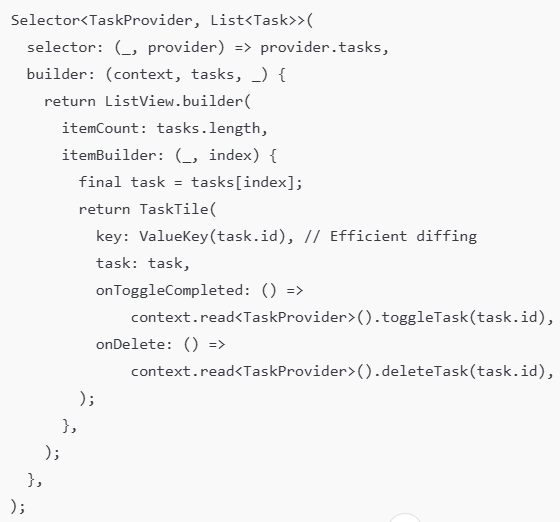 Selector<TaskProvider, List<Task>>(
  selector: (_, provider) => provider.tasks,
  builder: (context, tasks, _) {
    return ListView.builder(
      itemCount: tasks.length,
      itemBuilder: (_, index) {
        final task = tasks[index];
        return TaskTile(
          key: ValueKey(task.id), // Efficient diffing
          task: task,
          onToggleCompleted: () =>
              context.read<TaskProvider>().toggleTask(task.id),
          onDelete: () =>
              context.read<TaskProvider>().deleteTask(task.id),
        );
      },
    );
  },
);